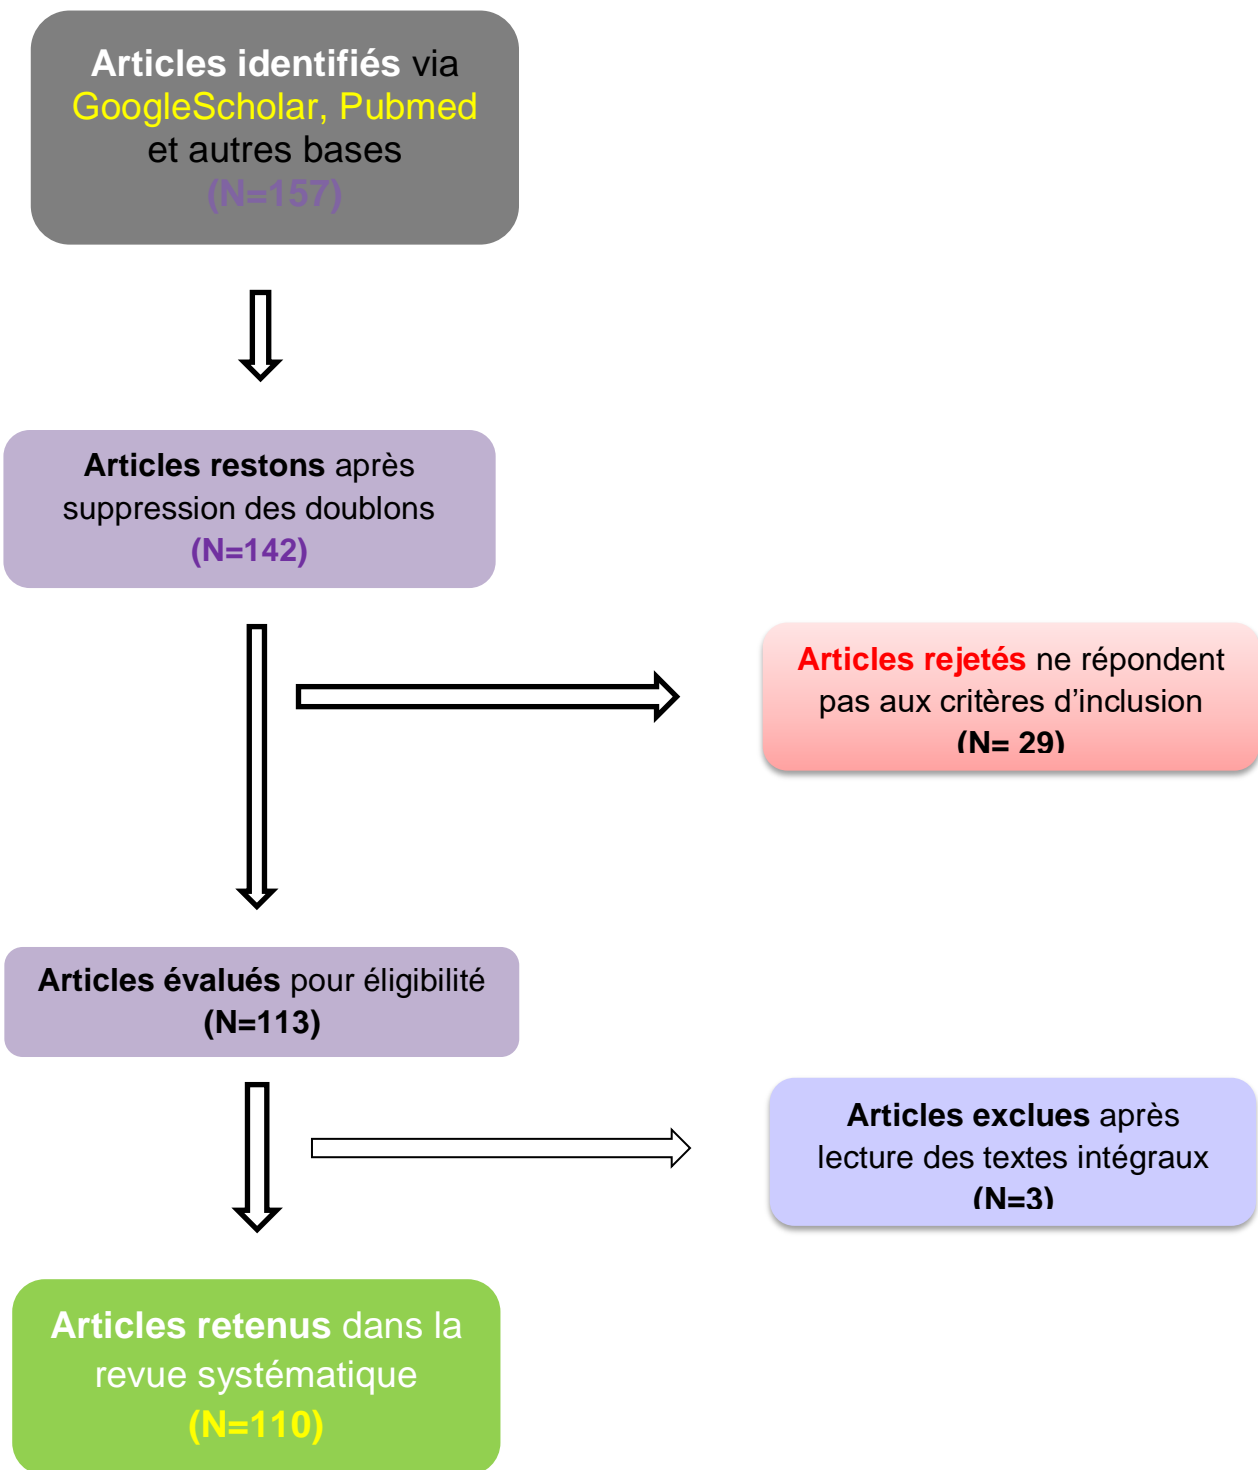 Articles identifiés via
GoogleScholar, Pubmed
et autres bases
(N=157)
Articles restons après
suppression des doublons
(N=142)
Articles rejetés ne répondent
pas aux critères d’inclusion
(N= 29)
Articles évalués pour éligibilité
(N=113)
Articles exclues après
lecture des textes intégraux
(N=3)
Articles retenus dans la
revue systématique
(N=110)